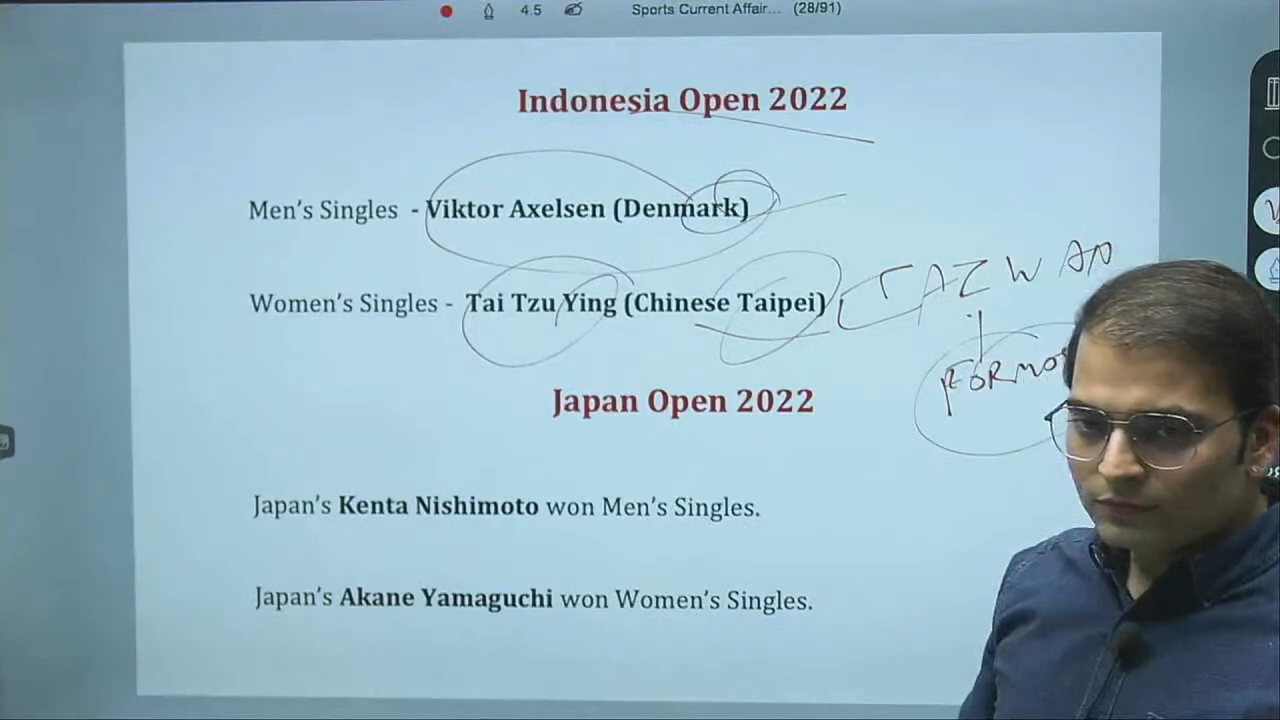 4.5 Sports Current Affair... (28/91)
Indonesia Open 2022
Men's Singles - Viktor Axelsen (Denmark)
TAIWAN
Women's Singles - Tai Tzu Ying (Chinese Taipei)
FORMO
Japan Open 2022
Japan's Kenta Nishimoto won Men's Singles.
Japan's Akane Yamaguchi won Women's Singles.